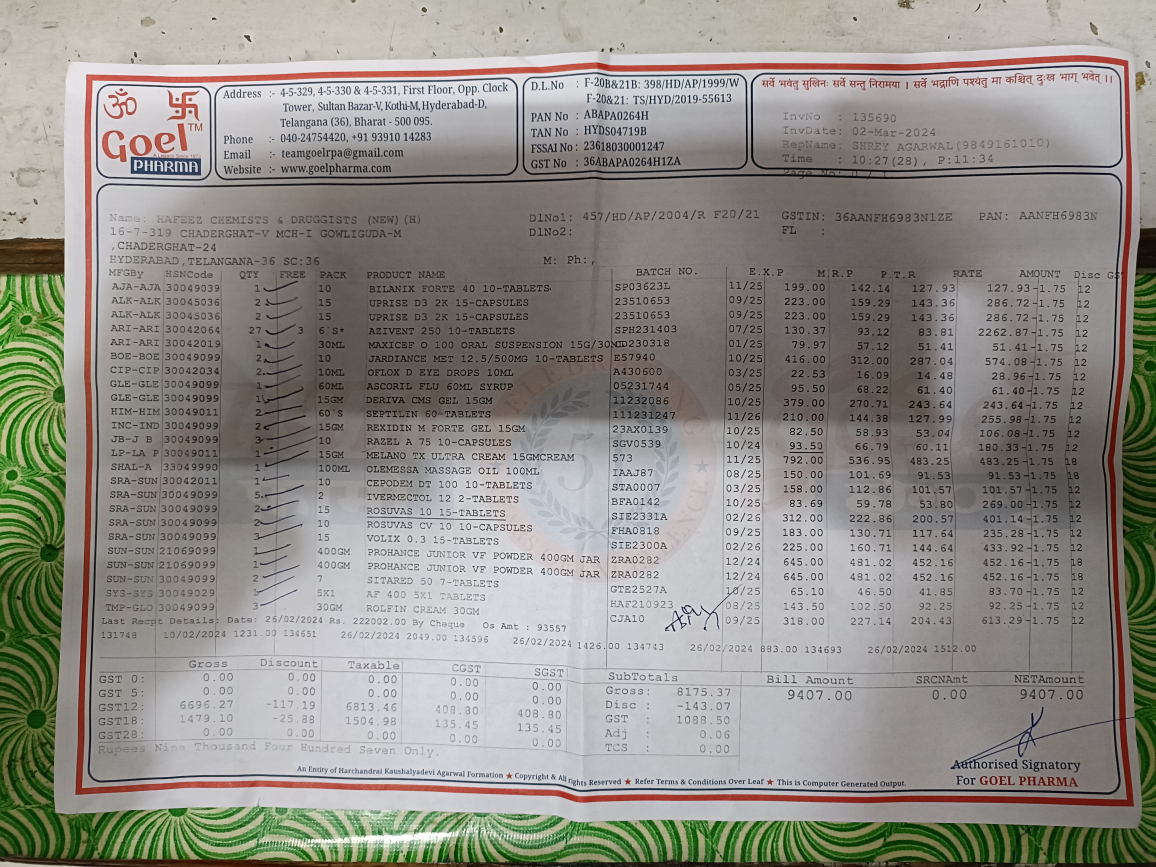 ॐ 卐
Goel TM
A Legacy Since 1971
PHARMA
Address :- 4-5-329, 4-5-330 & 4-5-331, First Floor, Opp. Clock
Tower, Sultan Bazar-V, Kothi-M, Hyderabad-D,
Telangana (36), Bharat - 500 095.
Phone :- 040-24754420, +91 93910 14283
Email :- teamgoelrpa@gmail.com
Website :- www.goelpharma.com
D.L.No : F-20B&21B: 398/HD/AP/1999/W
F-20&21: TS/HYD/2019-55613
PAN No : ABAPA0264H
TAN No : HYDS04719B
FSSAI No : 23618030001247
GST No : 36ABAPA0264H1ZA
सर्वे भवंतु सुखिनः सर्वे सन्तु निरामया । सर्वे भद्राणि पश्यंतु मा कश्चित् दुःख भाग् भवेत् ।।
InvNo : 135690
InvDate: 02-Mar-2024
RepName: SHREY AGARWAL(9849161010)
Time : 10:27(28), P:11:34
Page No:
Name: HAFEEZ CHEMISTS & DRUGGISTS (NEW)(H)
16-7-319 CHADERGHAT-V MCH-I GOWLIGUDA-M
,CHADERGHAT-24
HYDERABAD,TELANGANA-36 SC:36
DlNo1: 457/HD/AP/2004/R F20/21
DlNo2:
M: Ph:,
GSTIN: 36AANFH6983N1ZE PAN: AANFH6983N
FL :
MFGBy HSNCode QTY FREE PACK PRODUCT NAME BATCH NO. E.X.P M.R.P P.T.R RATE AMOUNT Disc GST
AJA-AJA 30049039 1 10 BILANIX FORTE 40 10-TABLETS SP03623L 11/25 199.00 142.14 127.93 127.93-1.75 12
ALK-ALK 30045036 2 15 UPRISE D3 2K 15-CAPSULES 23510653 09/25 223.00 159.29 143.36 286.72-1.75 12
ALK-ALK 30045036 2 15 UPRISE D3 2K 15-CAPSULES 23510653 09/25 223.00 159.29 143.36 286.72-1.75 12
ARI-ARI 30042064 27 3 6`S* AZIVENT 250 10-TABLETS SPH231403 07/25 130.37 93.12 83.81 2262.87-1.75 12
ARI-ARI 30042019 1 30ML MAXICEF O 100 ORAL SUSPENSION 15G/30M D230318 01/25 79.97 57.12 51.41 51.41-1.75 12
BOE-BOE 30049099 2 10 JARDIANCE MET 12.5/500MG 10-TABLETS E57940 10/25 416.00 312.00 287.04 574.08-1.75 12
CIP-CIP 30042034 2 10ML OFLOX D EYE DROPS 10ML A430600 03/25 22.53 16.09 14.48 28.96-1.75 12
GLE-GLE 30049099 1 60ML ASCORIL FLU 60ML SYRUP 05231744 05/25 95.50 68.22 61.40 61.40-1.75 12
GLE-GLE 30049099 1 15GM DERIVA CMS GEL 15GM 11232086 10/25 379.00 270.71 243.64 243.64-1.75 12
HIM-HIM 30049011 2 60`S SEPTILIN 60-TABLETS 111231247 11/26 210.00 144.38 127.99 255.98-1.75 12
INC-IND 30049099 2 15GM REXIDIN M FORTE GEL 15GM 23AX0139 10/25 82.50 58.93 53.04 106.08-1.75 12
JB-J B 30049099 3 10 RAZEL A 75 10-CAPSULES SGV0539 10/24 93.50 66.79 60.11 180.33-1.75 12
LP-LA P 30049011 1 15GM MELANO TX ULTRA CREAM 15GMCREAM 573 11/25 792.00 536.95 483.25 483.25-1.75 18
SHAL-A 33049990 1 100ML OLEMESSA MASSAGE OIL 100ML IAAJ87 08/25 150.00 101.69 91.53 91.53-1.75 18
SRA-SUN 30042011 1 10 CEPODEM DT 100 10-TABLETS STA0007 03/25 158.00 112.86 101.57 101.57-1.75 12
SRA-SUN 30049099 5 2 IVERMECTOL 12 2-TABLETS BFA0142 10/25 83.69 59.78 53.80 269.00-1.75 12
SRA-SUN 30049099 2 15 ROSUVAS 10 15-TABLETS SIE2331A 02/26 312.00 222.86 200.57 401.14-1.75 12
SRA-SUN 30049099 2 10 ROSUVAS CV 10 10-CAPSULES FHA0818 09/25 183.00 130.71 117.64 235.28-1.75 12
SRA-SUN 30049099 3 15 VOLIX 0.3 15-TABLETS SIE2300A 02/26 225.00 160.71 144.64 433.92-1.75 12
SUN-SUN 21069099 1 400GM PROHANCE JUNIOR VF POWDER 400GM JAR ZRA0282 12/24 645.00 481.02 452.16 452.16-1.75 18
SUN-SUN 21069099 1 400GM PROHANCE JUNIOR VF POWDER 400GM JAR ZRA0282 12/24 645.00 481.02 452.16 452.16-1.75 18
SUN-SUN 30049099 2 7 SITARED 50 7-TABLETS GTE2527A 10/25 65.10 46.50 41.85 83.70-1.75 12
SYS-SYS 30049029 1 5X1 AF 400 5X1 TABLETS HAF210923 08/25 143.50 102.50 92.25 92.25-1.75 12
TMP-GLO 30049099 3 30GM ROLFIN CREAM 30GM CJA10 09/25 318.00 227.14 204.43 613.29-1.75 12
Last Recpt Details: Date: 26/02/2024 Rs. 222002.00 By Cheque Os Amt : 93557
131748 10/02/2024 1231.00 134651 26/02/2024 2049.00 134596 26/02/2024 1426.00 134743 26/02/2024 883.00 134693 26/02/2024 1512.00
Gross Discount Taxable CGST SGST
GST 0: 0.00 0.00 0.00 0.00 0.00
GST 5: 0.00 0.00 0.00 0.00 0.00
GST12: 6696.27 -117.19 6813.46 408.80 408.80
GST18: 1479.10 -25.88 1504.98 135.45 135.45
GST28: 0.00 0.00 0.00 0.00 0.00
Rupees Nine Thousand Four Hundred Seven Only.
SubTotals
Gross: 8175.37
Disc : -143.07
GST : 1088.50
Adj : 0.06
TCS : 0.00
Bill Amount SRCNAmt NETAmount
9407.00 0.00 9407.00
Authorised Signatory
For GOEL PHARMA
An Entity of Harchandrai Kaushalyadevi Agarwal Formation ★ Copyright & All rights Reserved ★ Refer Terms & Conditions Over Leaf ★ This is Computer Generated Output.